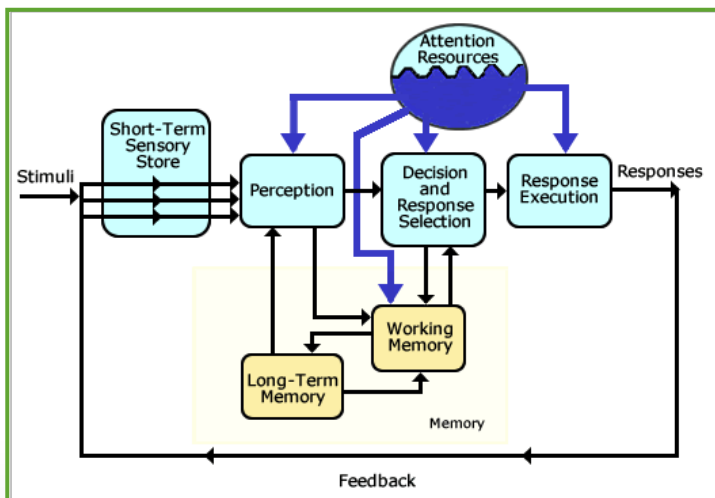 Attention
Resources
Short-Term
Sensory
Store
Stimuli
Perception
Decision and
Response
Selection
Response
Execution
Responses
Working
Memory
Long-Term
Memory
Memory
Feedback